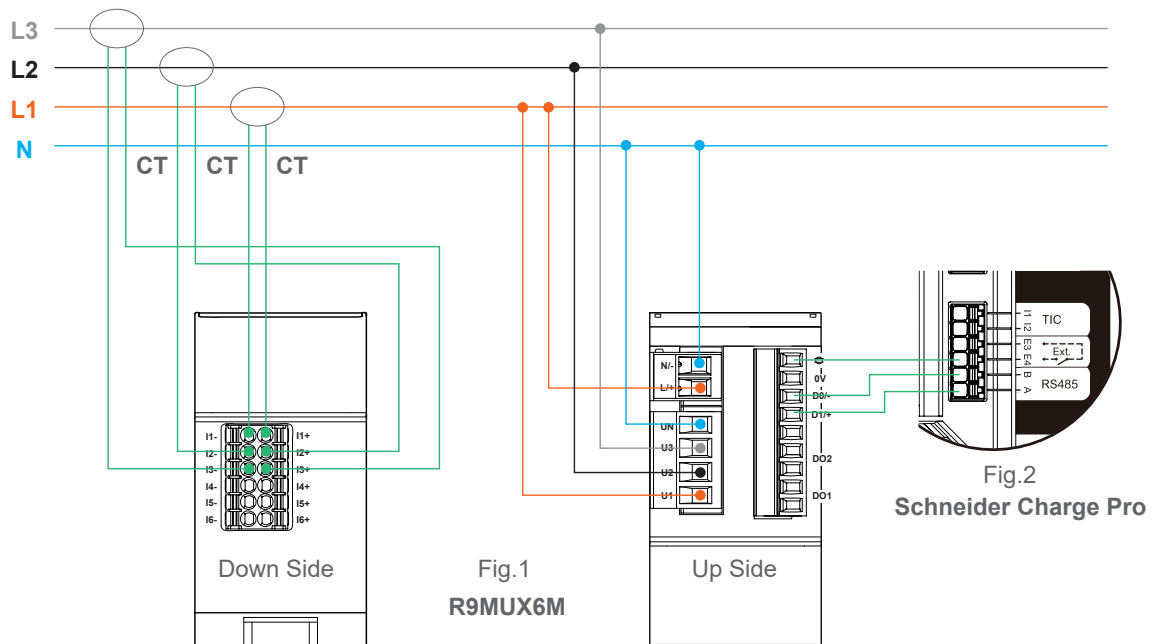 L3
L2
L1
N
CT CT CT
I1- I1+
I2- I2+
I3- I3+
I4- I4+
I5- I5+
I6- I6+
Down Side
Fig.1
R9MUX6M
N/-
L/+
UN
U3
U2
U1
0V
D0/-
D1/+
DO2
DO1
Up Side
I1
I2
TIC
E3
E4
Ext.
B
A
RS485
Fig.2
Schneider Charge Pro